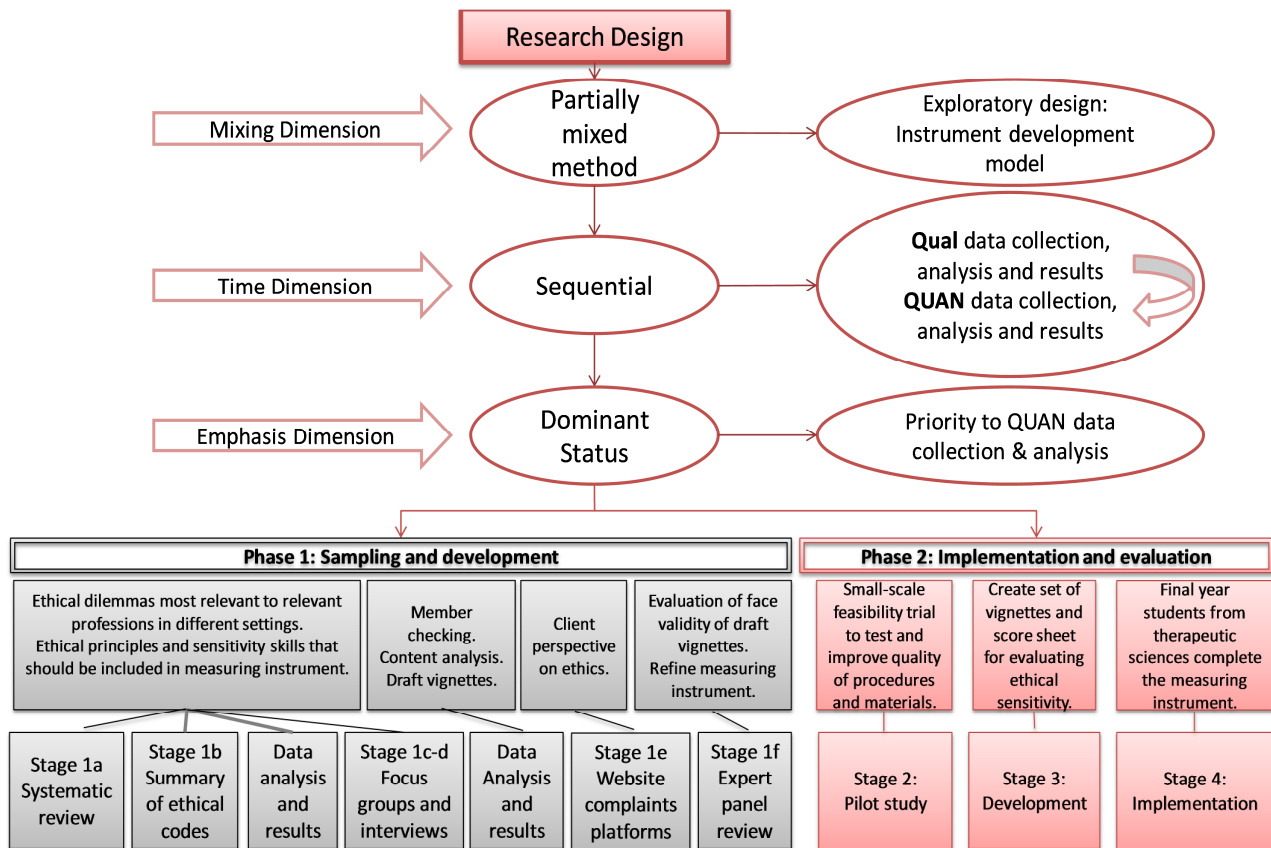 Research Design
Mixing Dimension
Partially
mixed
method
Exploratory design:
Instrument development
model
Time Dimension
Sequential
Qual data collection,
analysis and results
QUAN data collection,
analysis and results
Emphasis Dimension
Dominant
Status
Priority to QUAN data
collection & analysis
Phase 1: Sampling and development
Ethical dilemmas most relevant to relevant
professions in different settings.
Ethical principles and sensitivity skills that
should be included in measuring instrument.
Member
checking.
Content analysis.
Draft vignettes.
Client
perspective
on ethics.
Evaluation of face
validity of draft
vignettes.
Refine measuring
instrument.
Stage 1a
Systematic
review
Stage 1b
Summary
of ethical
codes
Data
analysis
and
results
Stage 1c-d
Focus
groups and
interviews
Data
Analysis
and
results
Stage 1e
Website
complaints
platforms
Stage 1f
Expert
panel
review
Phase 2: Implementation and evaluation
Small-scale
feasibility trial
to test and
improve quality
of procedures
and materials.
Create set of
vignettes and
score sheet
for evaluating
ethical
sensitivity.
Final year
students from
therapeutic
sciences complete
the measuring
instrument.
Stage 2:
Pilot study
Stage 3:
Development
Stage 4:
Implementation